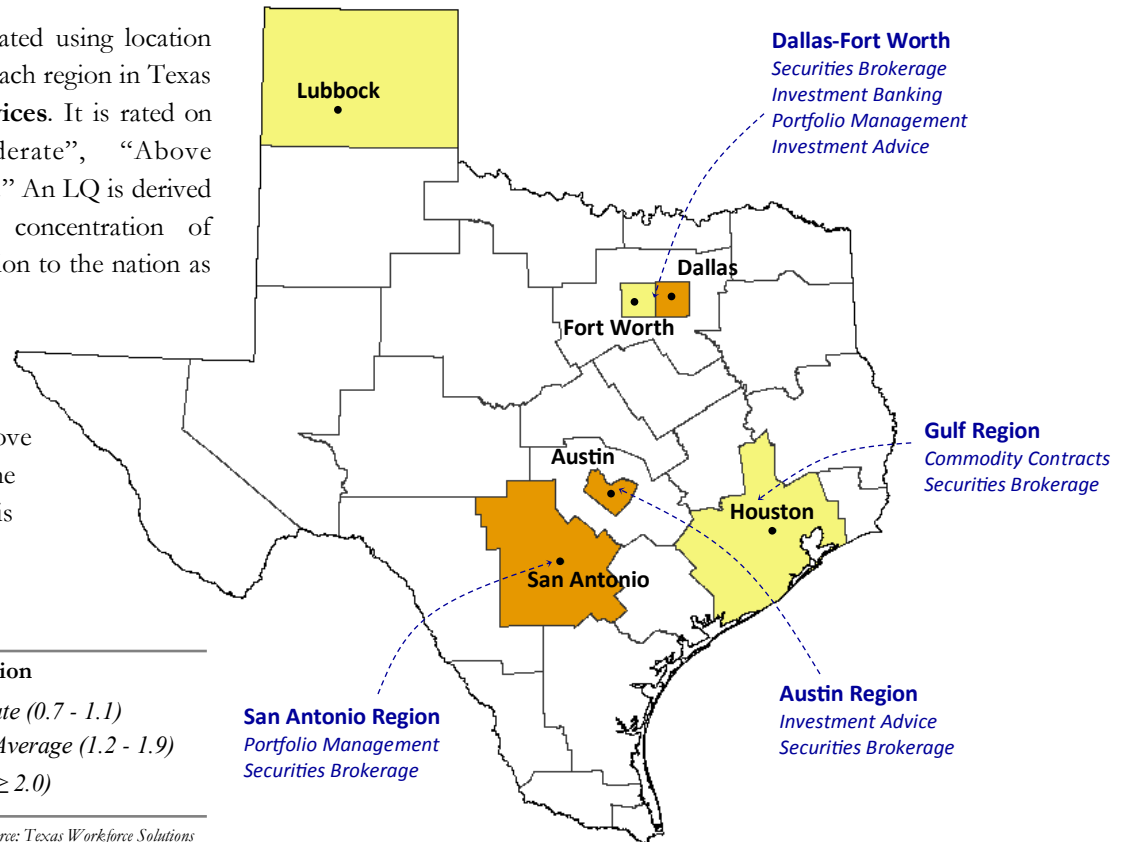 ated using location
ach region in Texas
vices. It is rated on
derate”, “Above
.” An LQ is derived
concentration of
ion to the nation as
ove
he
is
ion
te (0.7 - 1.1)
Average (1.2 - 1.9)
≥ 2.0)
rce: Texas Workforce Solutions
Lubbock
Dallas-Fort Worth
Securities Brokerage
Investment Banking
Portfolio Management
Investment Advice
Dallas
Fort Worth
Gulf Region
Commodity Contracts
Securities Brokerage
Austin
Houston
San Antonio
San Antonio Region
Portfolio Management
Securities Brokerage
Austin Region
Investment Advice
Securities Brokerage